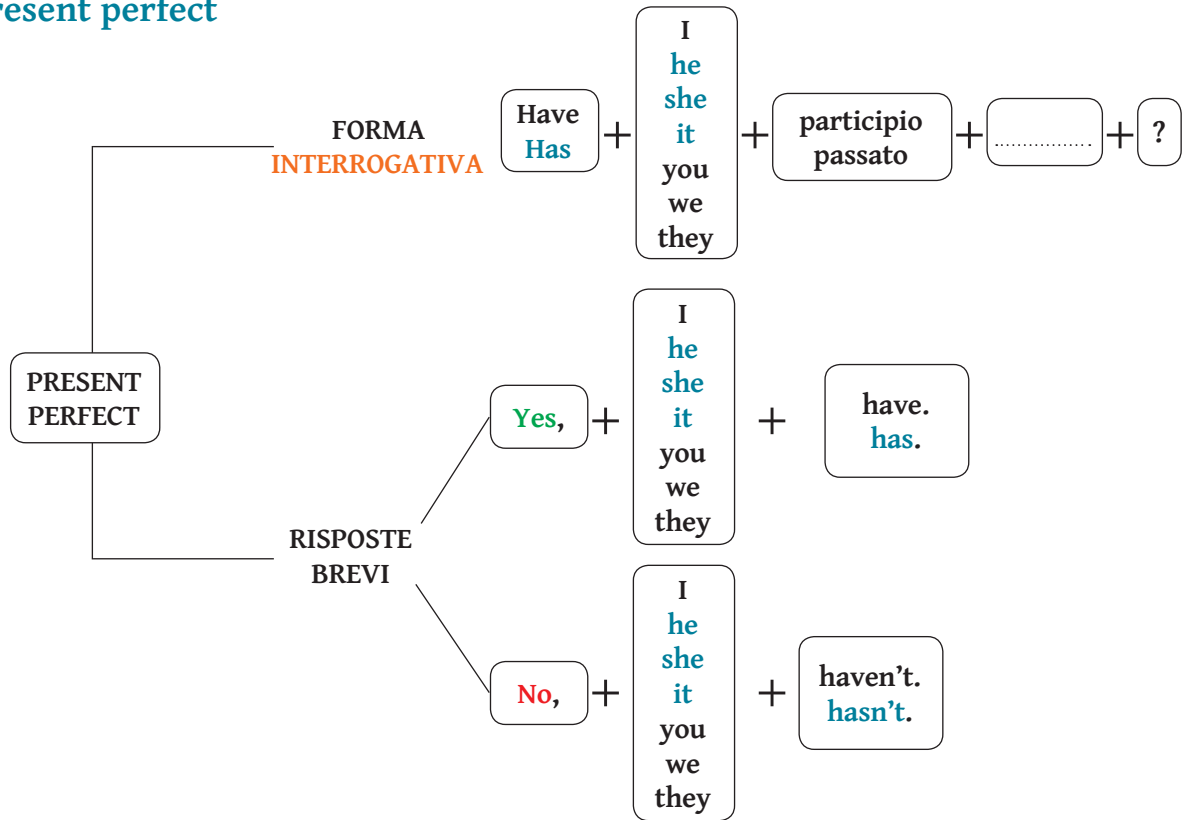 resent perfect
FORMA
INTERROGATIVA
Have
Has
+
I
he
she
it
you
we
they
+
participio
passato
+
................
+
?
PRESENT
PERFECT
RISPOSTE
BREVI
Yes,
+
I
he
she
it
you
we
they
+
have.
has.
No,
+
I
he
she
it
you
we
they
+
haven't.
hasn't.